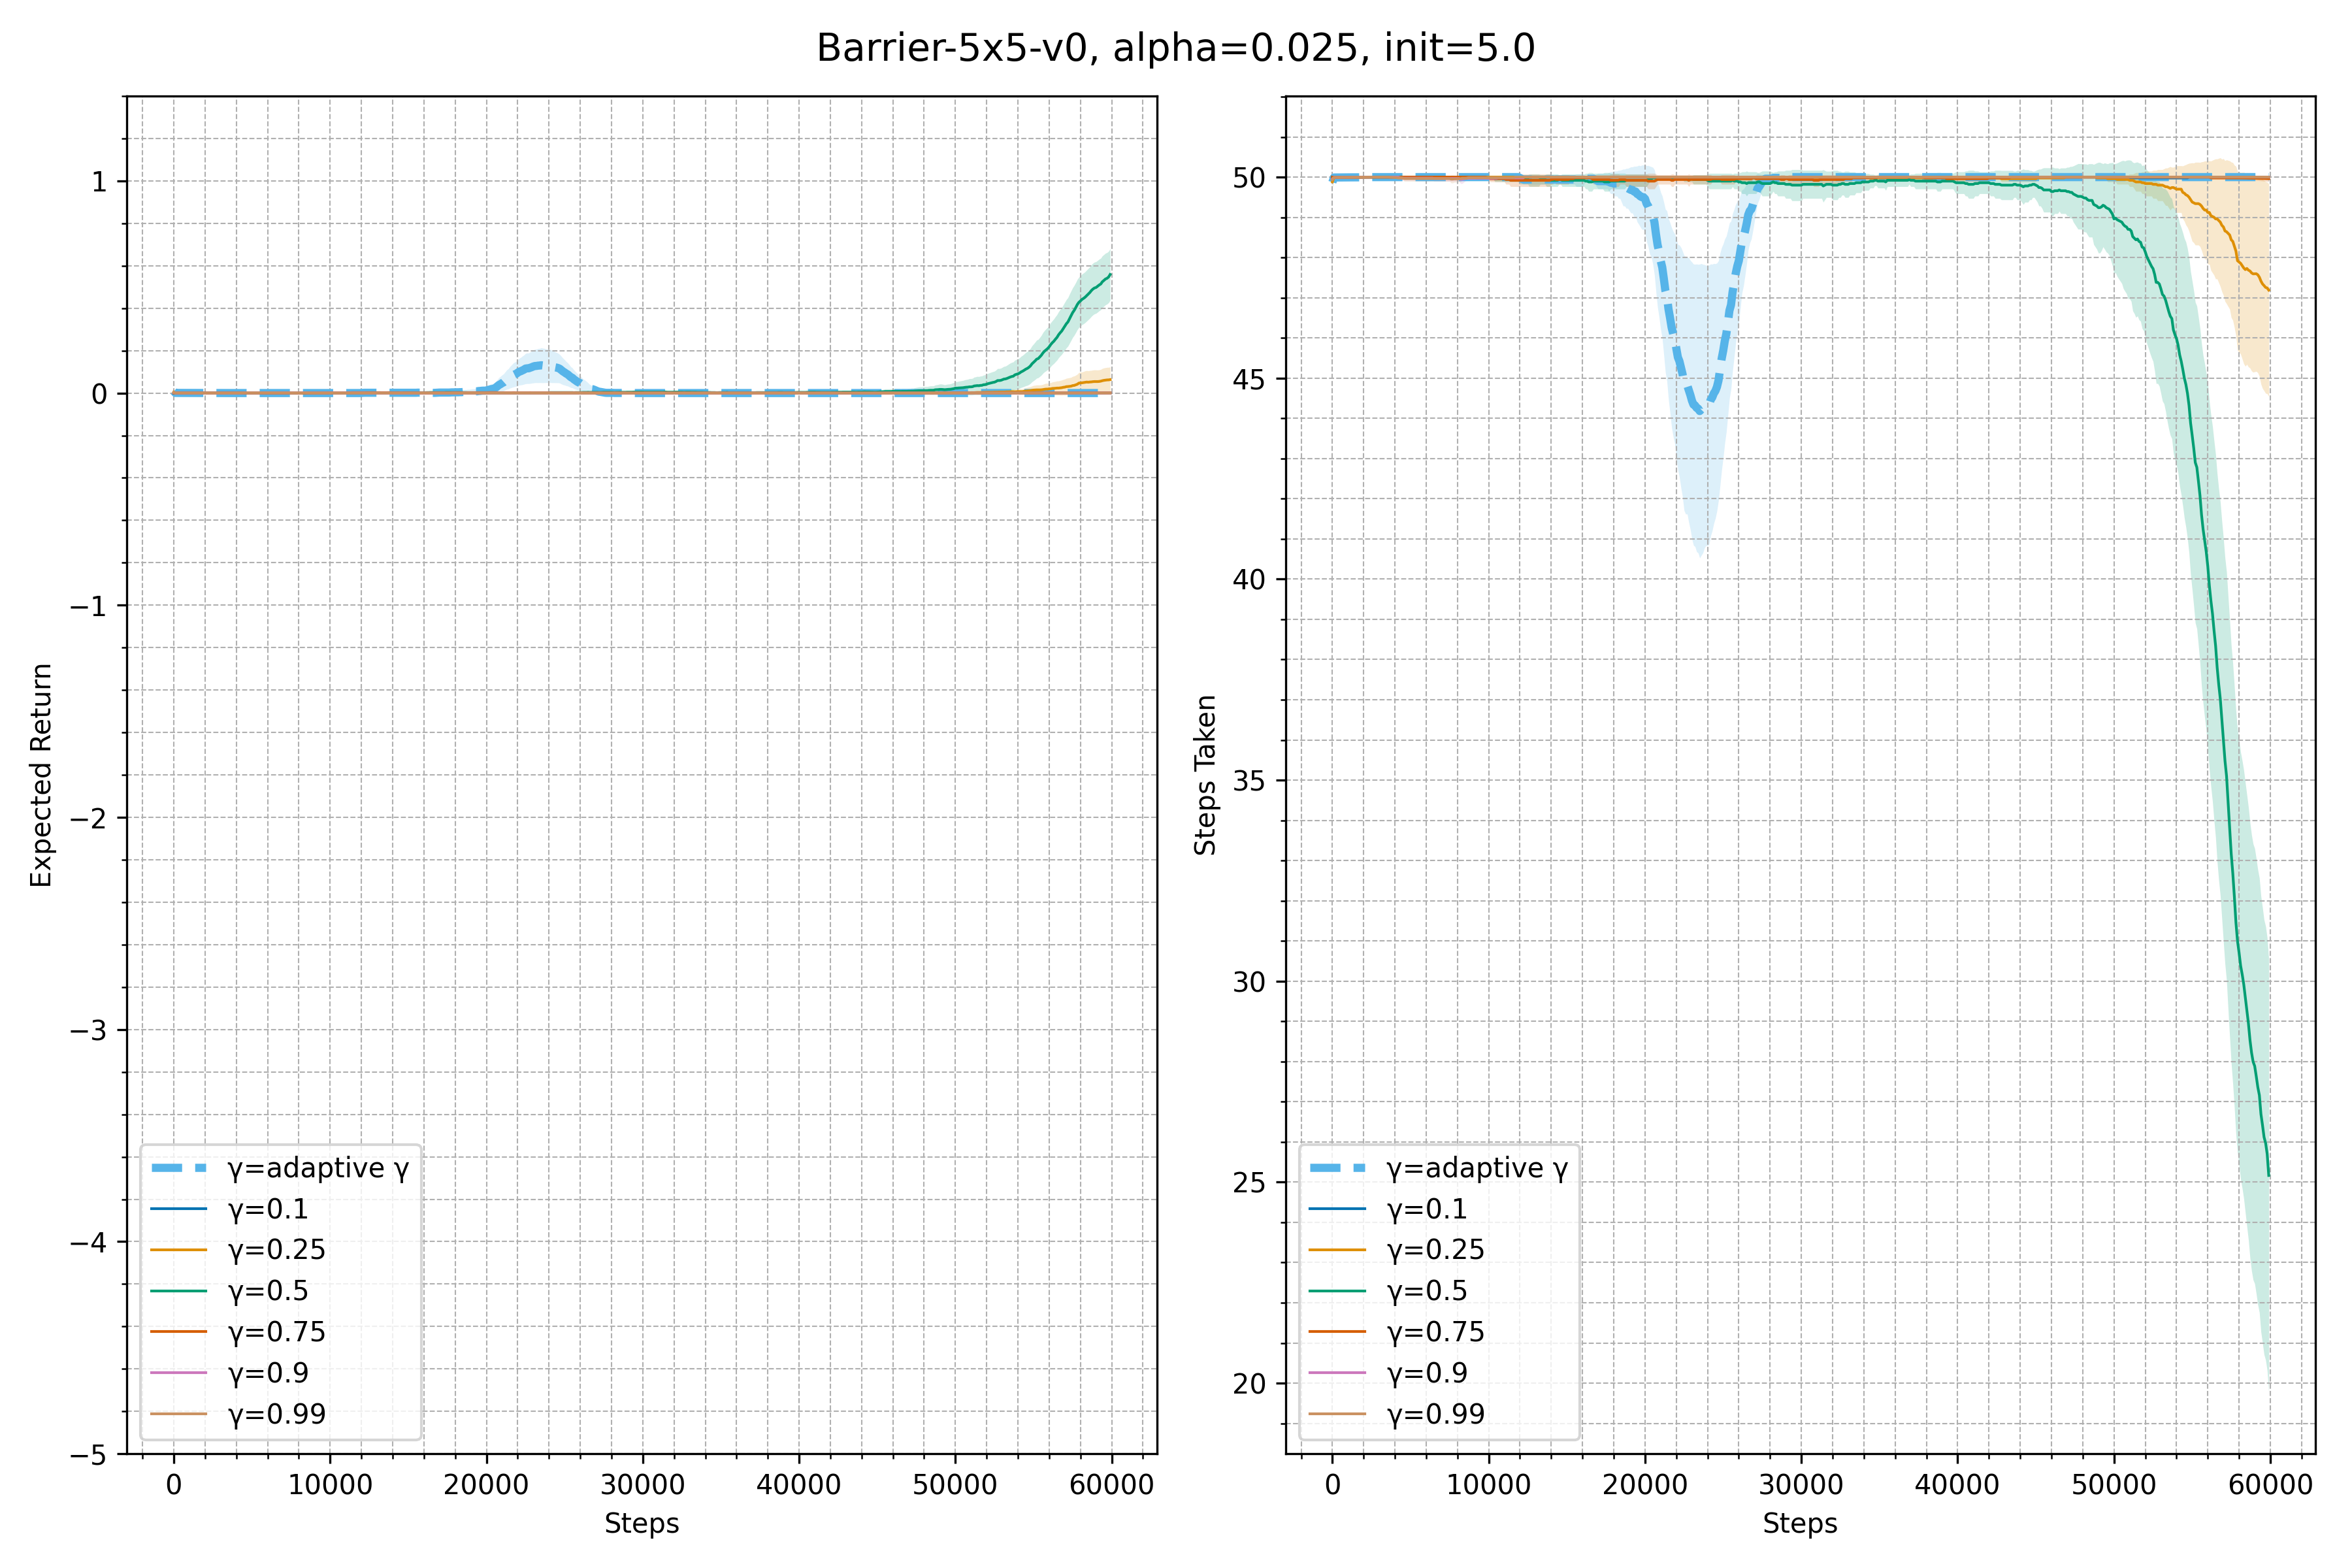 Barrier-5x5-v0, alpha=0.025, init=5.0
Expected Return
1
0
−1
−2
−3
−4
−5
γ=adaptive γ
γ=0.1
γ=0.25
γ=0.5
γ=0.75
γ=0.9
γ=0.99
0 10000 20000 30000 40000 50000 60000
Steps
Steps Taken
50
45
40
35
30
25
20
γ=adaptive γ
γ=0.1
γ=0.25
γ=0.5
γ=0.75
γ=0.9
γ=0.99
0 10000 20000 30000 40000 50000 60000
Steps